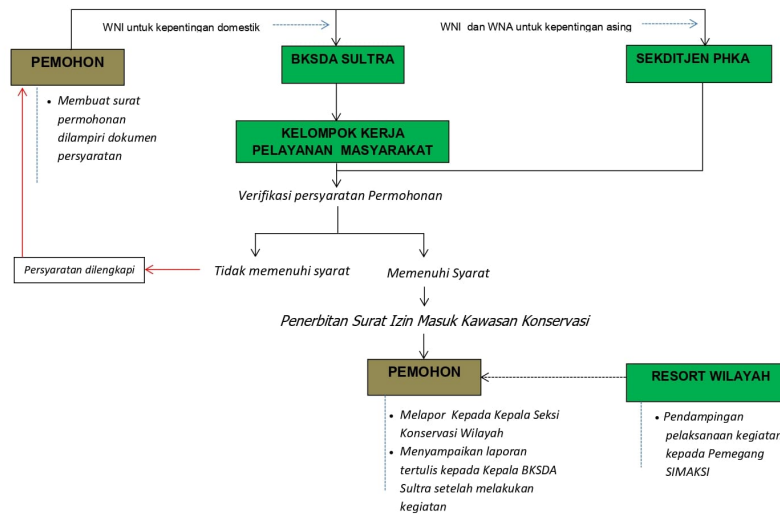 WNI untuk kepentingan domestik
WNI dan WNA untuk kepentingan asing
PEMOHON
BKSDA SULTRA
SEKDITJEN PHKA
• Membuat surat
permohonan
dilampiri dokumen
persyaratan
KELOMPOK KERJA
PELAYANAN MASYARAKAT
Verifikasi persyaratan Permohonan
Persyaratan dilengkapi
Tidak memenuhi syarat
Memenuhi Syarat
Penerbitan Surat Izin Masuk Kawasan Konservasi
PEMOHON
RESORT WILAYAH
• Melapor Kepada Kepala Seksi
Konservasi Wilayah
• Menyampaikan laporan
tertulis kepada Kepala BKSDA
Sultra setelah melakukan
kegiatan
• Pendampingan
pelaksanaan kegiatan
kepada Pemegang
SIMAKSI